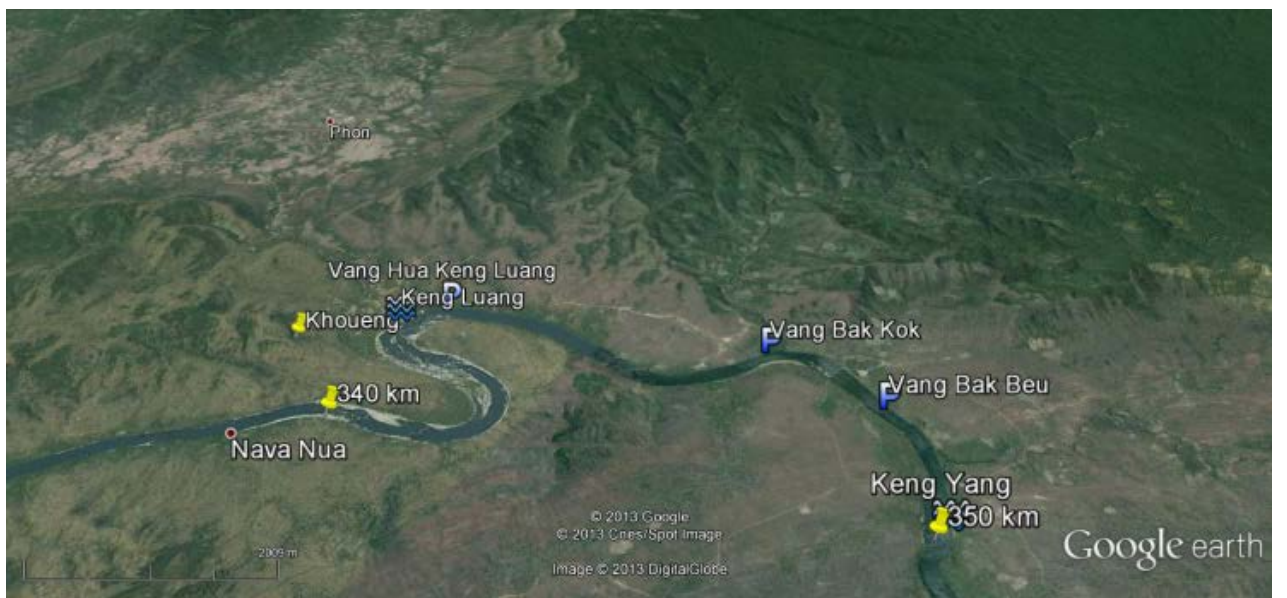 Phon
Vang Hua Keng Luang
Keng Luang
Khoueng
Vang Bak Kok
340 km
Vang Bak Beu
Nava Nua
Keng Yang
350 km
© 2013 Google
© 2013 Cnes/Spot Image
Image © 2013 DigitalGlobe
2009 m
Google earth